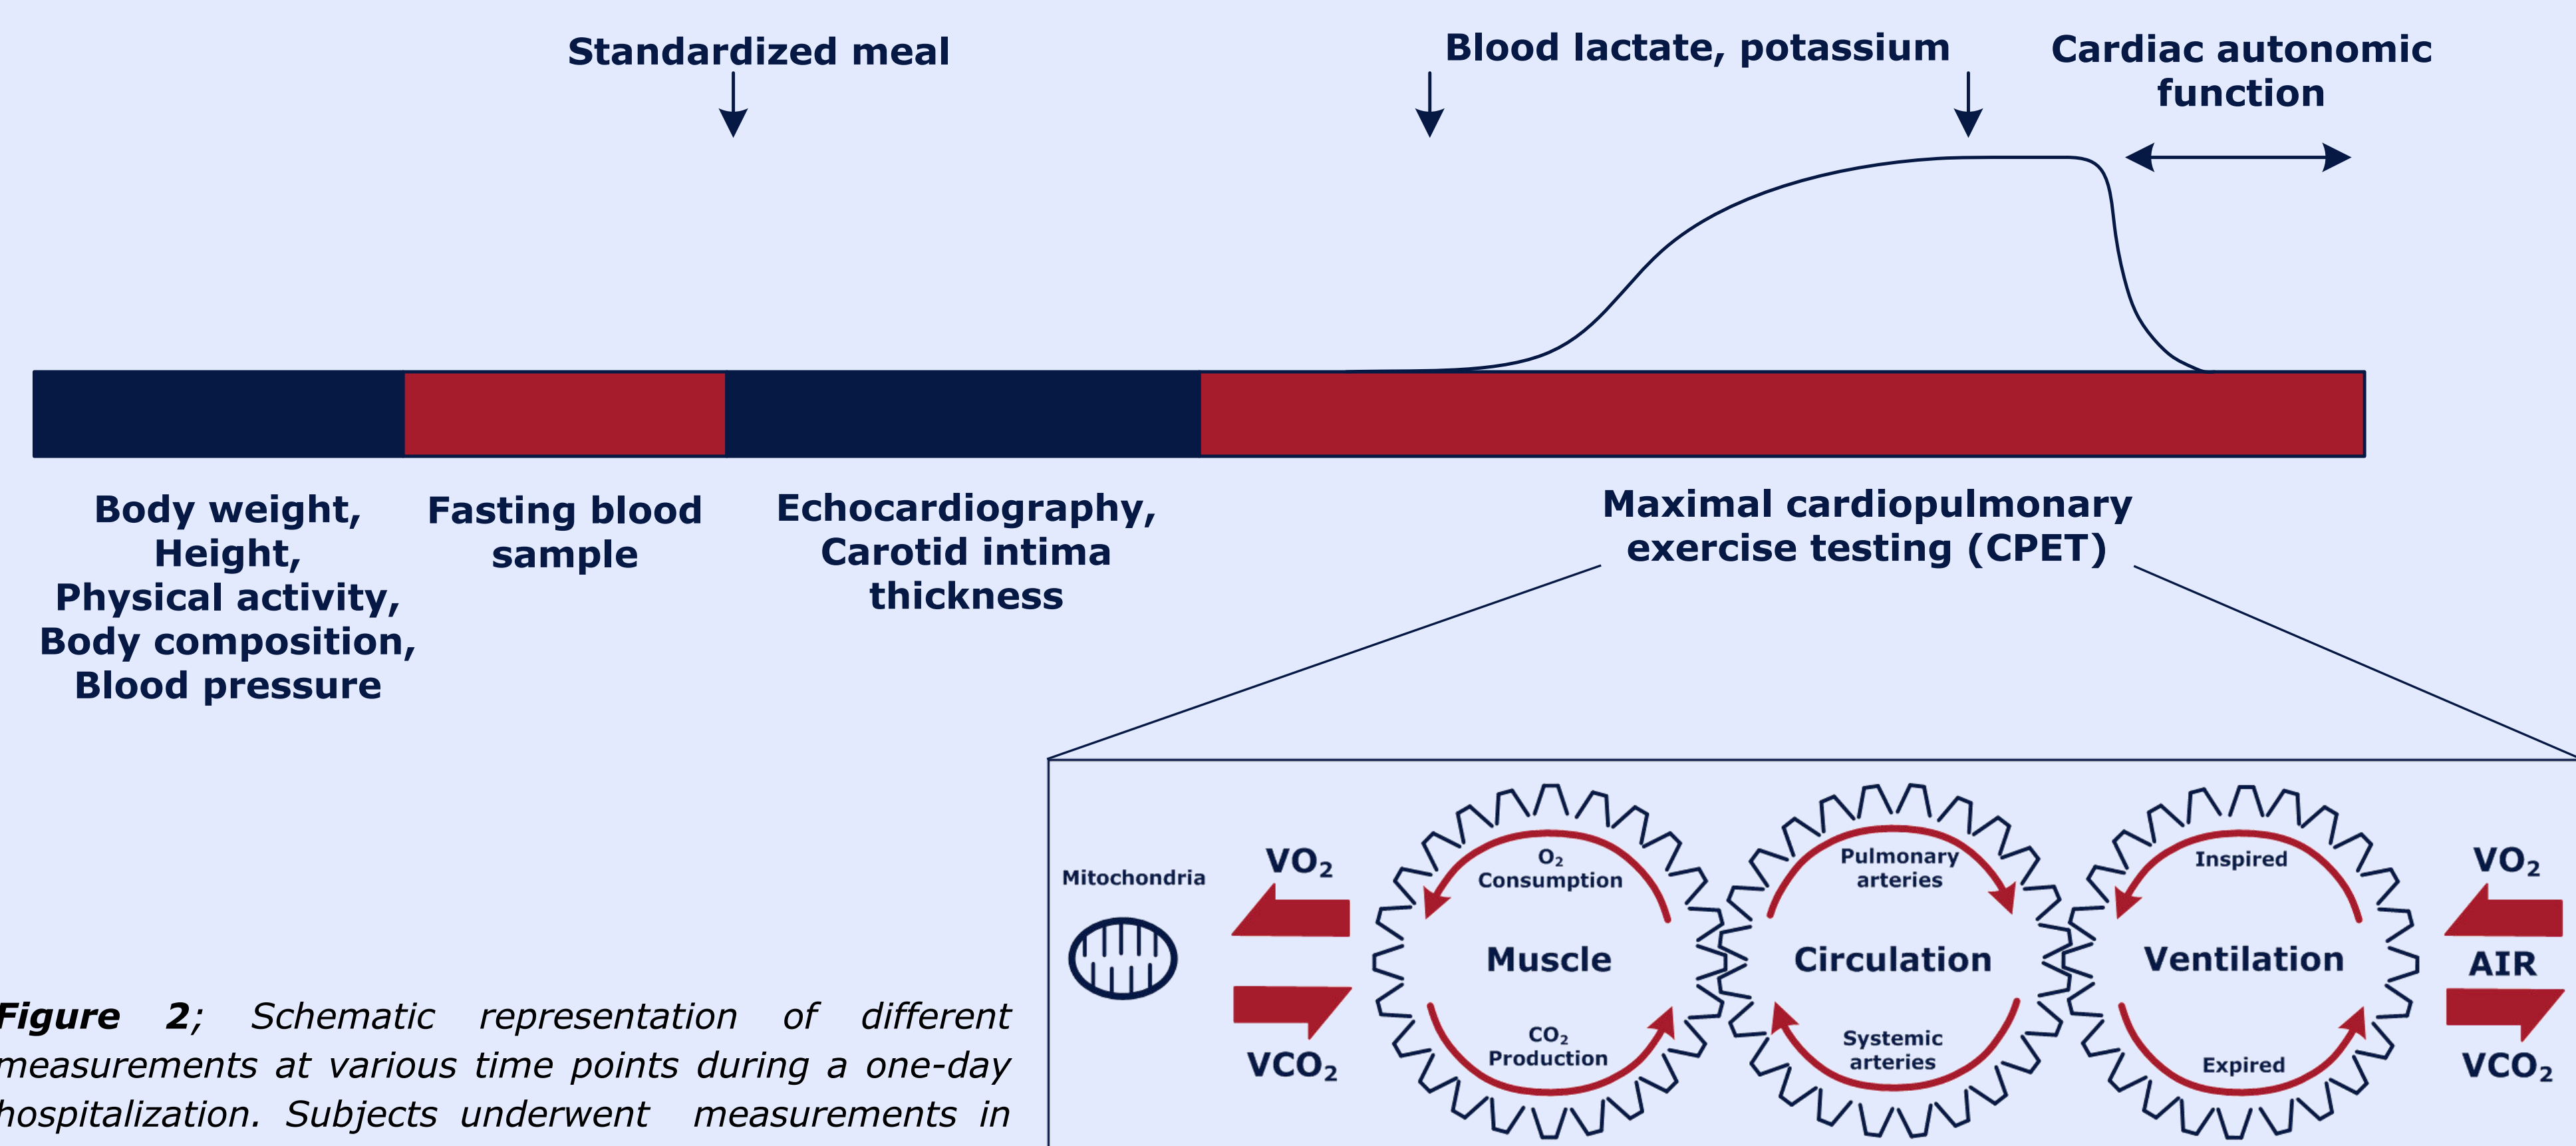 Standardized meal
Blood lactate, potassium
Cardiac autonomic
function
Body weight,
Height,
Physical activity,
Body composition,
Blood pressure
Fasting blood
sample
Echocardiography,
Carotid intima
thickness
Maximal cardiopulmonary
exercise testing (CPET)
Mitochondria
VO₂
VCO₂
O₂
Consumption
Muscle
CO₂
Production
Pulmonary
arteries
Circulation
Systemic
arteries
Inspired
Ventilation
Expired
VO₂
AIR
VCO₂
Figure 2; Schematic representation of different
measurements at various time points during a one-day
hospitalization. Subjects underwent measurements in